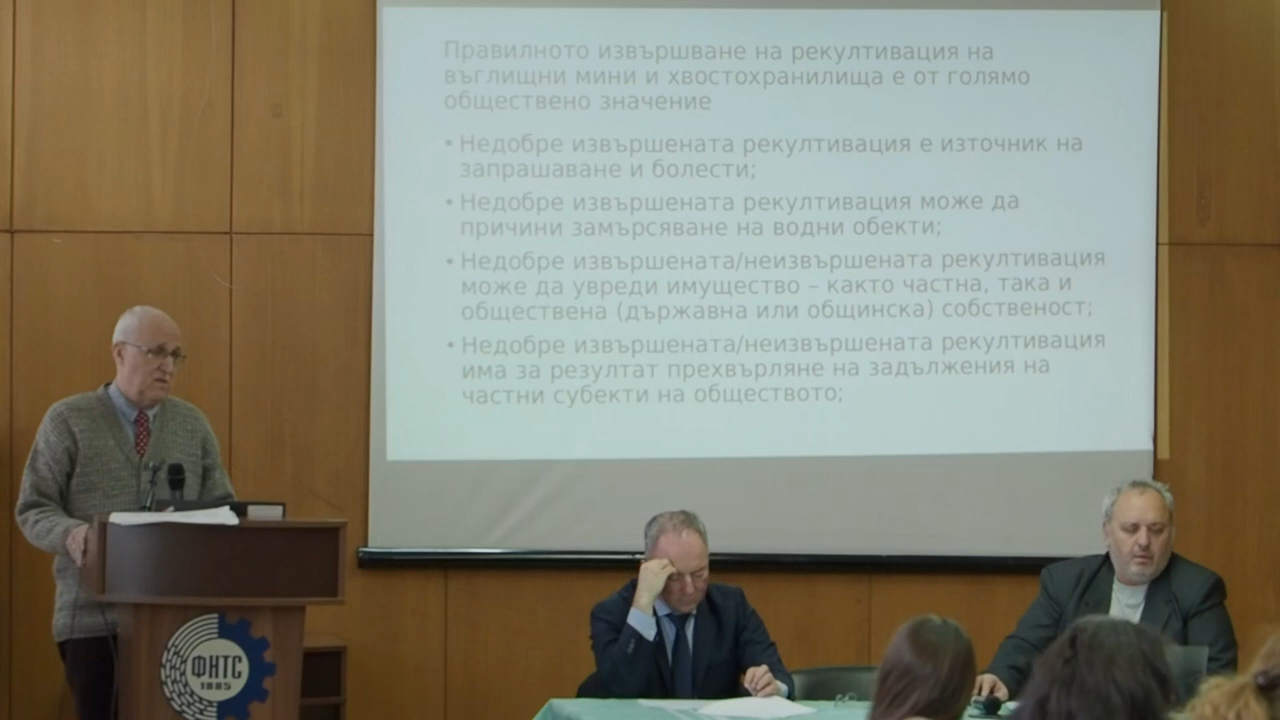 Правилното извършване на рекултивация на
въглищни мини и хвостохранилища е от голямо
обществено значение
• Недобре извършената рекултивация е източник на
запрашаване и болести;
• Недобре извършената рекултивация може да
причини замърсяване на водни обекти;
• Недобре извършената/неизвършената рекултивация
може да увреди имущество – както частна, така и
обществена (държавна или общинска) собственост;
• Недобре извършената/неизвършената рекултивация
има за резултат прехвърляне на задължения на
частни субекти на обществото;
ФНТС
1885